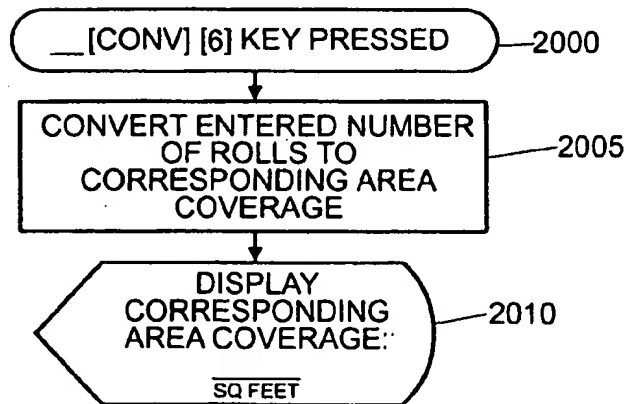 __ [CONV] [6] KEY PRESSED
2000
CONVERT ENTERED NUMBER
OF ROLLS TO
CORRESPONDING AREA
COVERAGE
2005
DISPLAY
CORRESPONDING
AREA COVERAGE:
SQ FEET
2010